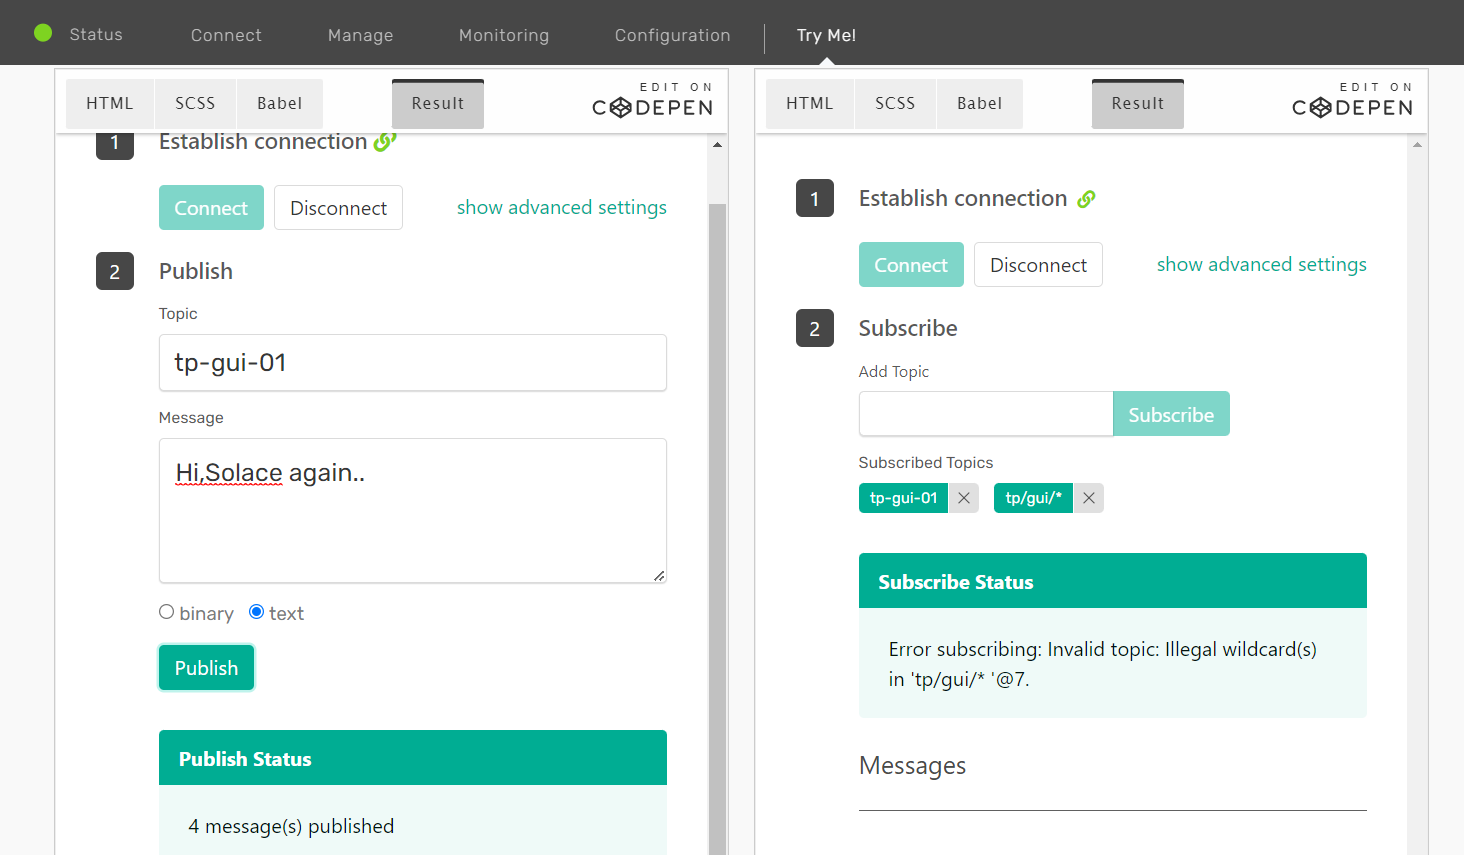 Status Connect Manage Monitoring Configuration Try Me!
HTML SCSS Babel Result EDIT ON
CODEPEN
1 Establish connection
Connect Disconnect show advanced settings
2 Publish
Topic
tp-gui-01
Message
Hi,Solace again..
binary text
Publish
Publish Status
4 message(s) published
HTML SCSS Babel Result EDIT ON
CODEPEN
1 Establish connection
Connect Disconnect show advanced settings
2 Subscribe
Add Topic
Subscribe
Subscribed Topics
tp-gui-01 tp/gui/*
Subscribe Status
Error subscribing: Invalid topic: Illegal wildcard(s)
in 'tp/gui/* '@7.
Messages